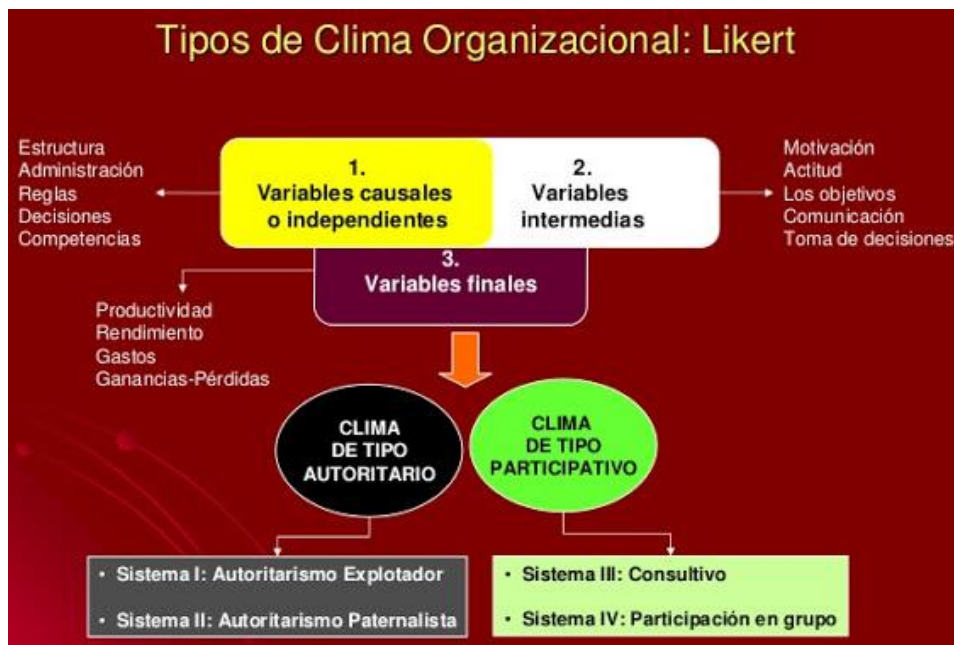 Tipos de Clima Organizacional: Likert
Estructura
Administración
Reglas
Decisiones
Competencias
1.
Variables causales
o independientes
2.
Variables
intermedias
Motivación
Actitud
Los objetivos
Comunicación
Toma de decisiones
3.
Variables finales
Productividad
Rendimiento
Gastos
Ganancias-Pérdidas
CLIMA
DE TIPO
AUTORITARIO
CLIMA
DE TIPO
PARTICIPATIVO
• Sistema I: Autoritarismo Explotador
• Sistema II: Autoritarismo Paternalista
• Sistema III: Consultivo
• Sistema IV: Participación en grupo